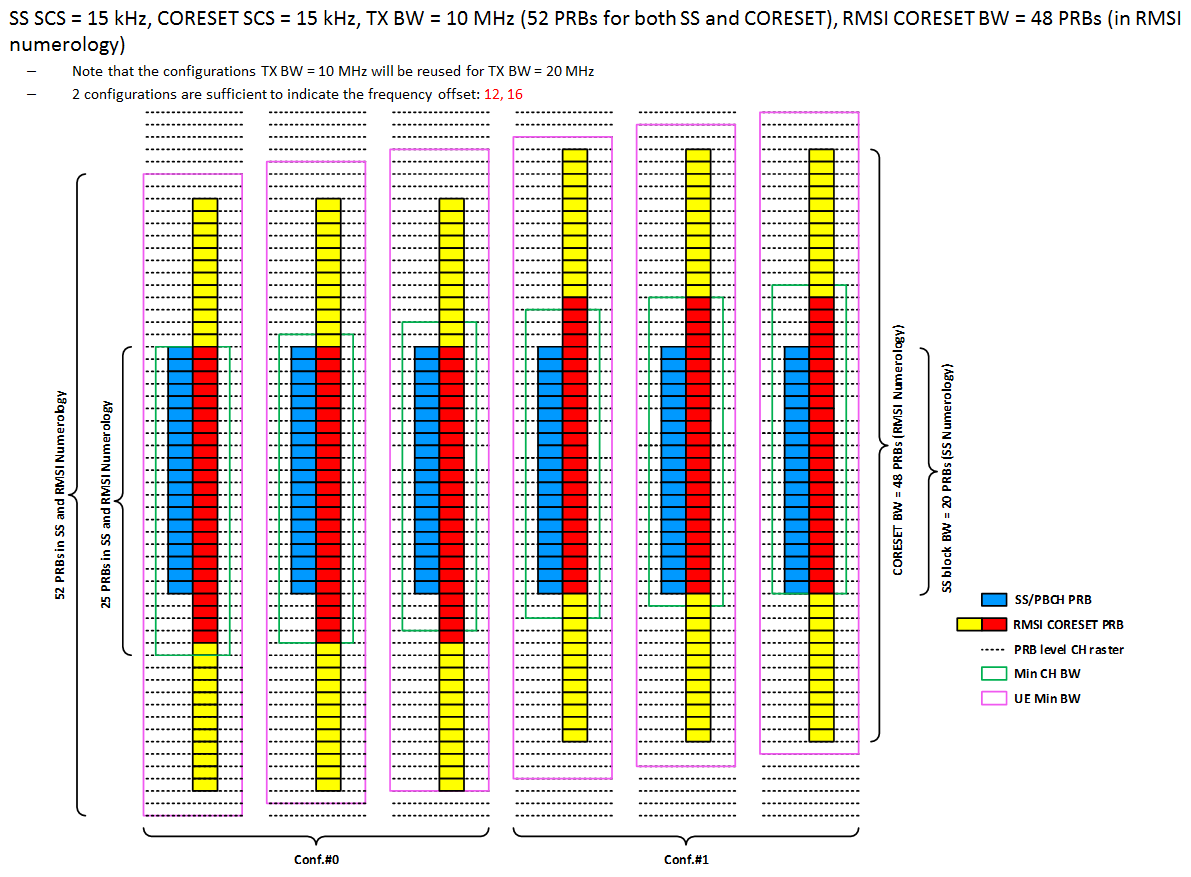 SS SCS = 15 kHz, CORESET SCS = 15 kHz, TX BW = 10 MHz (52 PRBs for both SS and CORESET), RMSI CORESET BW = 48 PRBs (in RMSI
numerology)
– Note that the configurations TX BW = 10 MHz will be reused for TX BW = 20 MHz
– 2 configurations are sufficient to indicate the frequency offset: 12, 16
52 PRBs in SS and RMSI Numerology
25 PRBs in SS and RMSI Numerology
CORESET BW = 48 PRBs (RMSI Numerology)
SS block BW = 20 PRBs (SS Numerology)
SS/PBCH PRB
RMSI CORESET PRB
PRB level CH raster
Min CH BW
UE Min BW
Conf.#0
Conf.#1